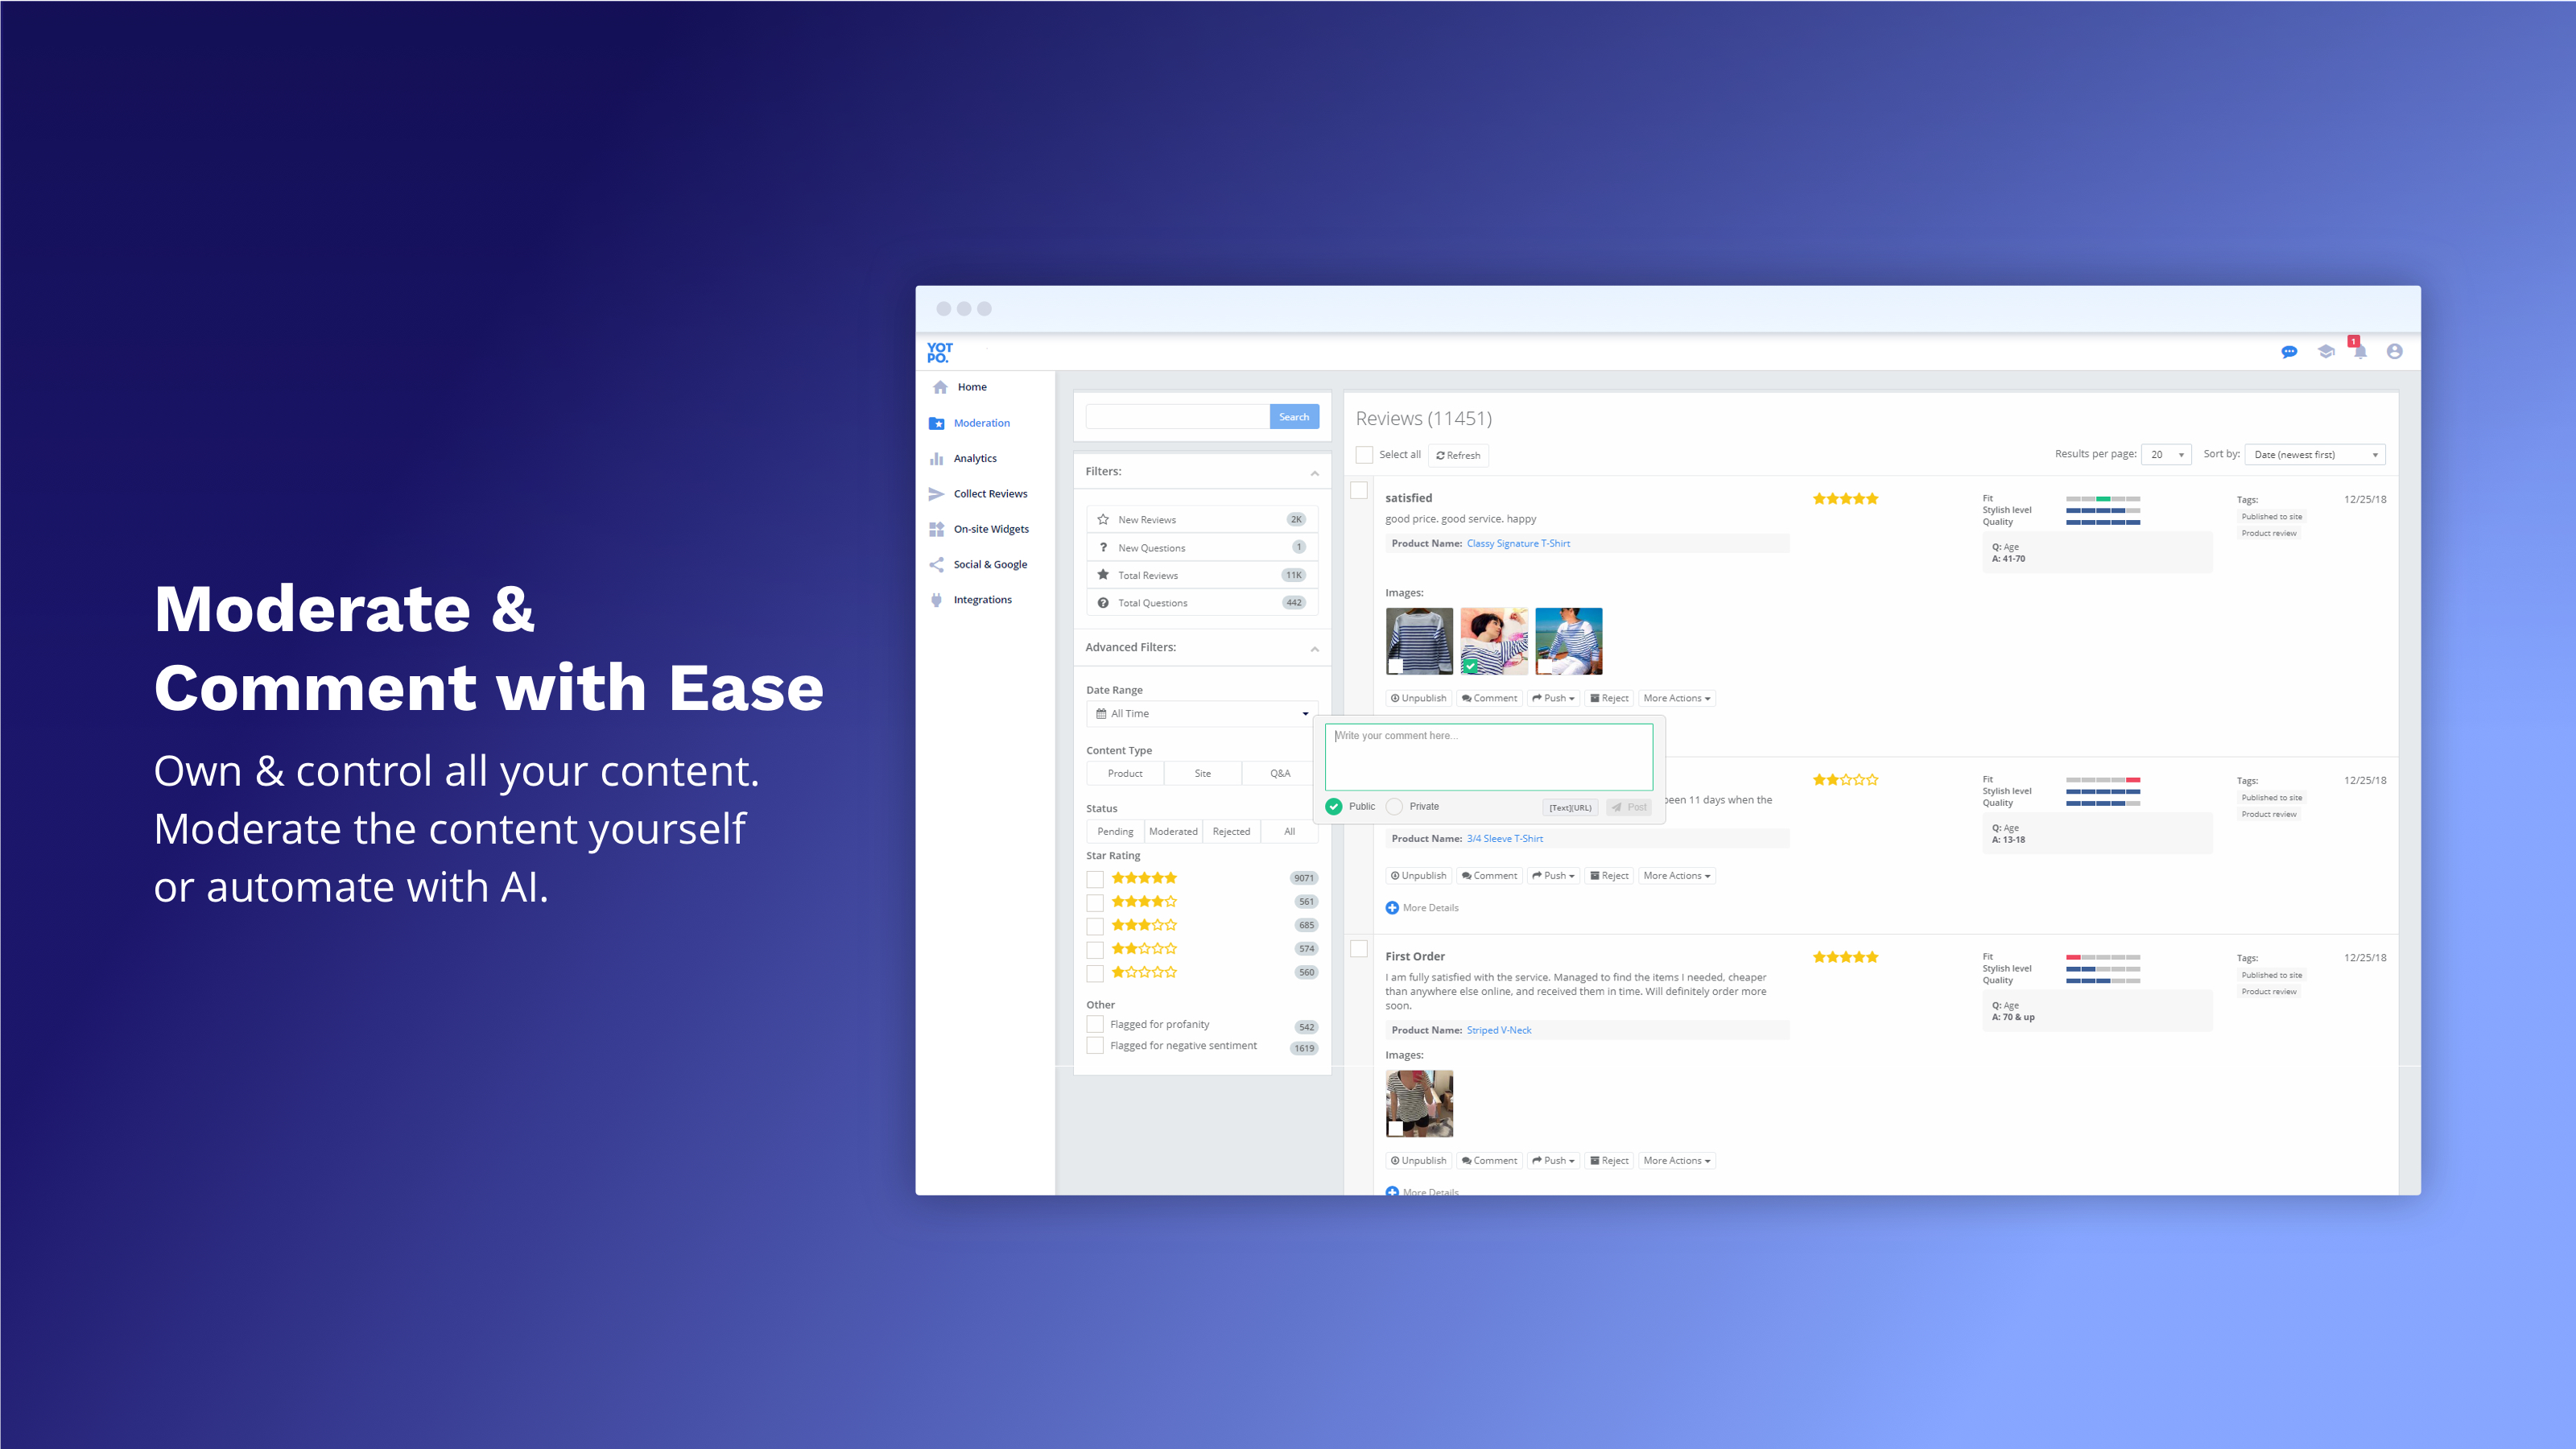 Moderate &
Comment with Ease
Own & control all your content.
Moderate the content yourself
or automate with AI.
YOT
PO.
1
Home
Moderation
Analytics
Collect Reviews
On-site Widgets
Social & Google
Integrations
Search
Filters:
New Reviews 2K
? New Questions 1
Total Reviews 11K
Total Questions 442
Advanced Filters:
Date Range
All Time
Content Type
Product Site Q&A
Status
Pending Moderated Rejected All
Star Rating
9071
561
685
574
560
Other
Flagged for profanity 542
Flagged for negative sentiment 1619
Reviews (11451)
Select all Refresh
Results per page: 20 Sort by: Date (newest first)
satisfied
good price. good service. happy
Product Name: Classy Signature T-Shirt
Fit
Stylish level
Quality
Q: Age
A: 41-70
Tags:
Published to site
Product review
12/25/18
Images:
Unpublish Comment Push Reject More Actions
Write your comment here...
Public Private [Text](URL) Post
been 11 days when the
Product Name: 3/4 Sleeve T-Shirt
Fit
Stylish level
Quality
Q: Age
A: 13-18
Tags:
Published to site
Product review
12/25/18
Unpublish Comment Push Reject More Actions
More Details
First Order
I am fully satisfied with the service. Managed to find the items I needed, cheaper
than anywhere else online, and received them in time. Will definitely order more
soon.
Product Name: Striped V-Neck
Fit
Stylish level
Quality
Q: Age
A: 70 & up
Tags:
Published to site
Product review
12/25/18
Images:
Unpublish Comment Push Reject More Actions
More Details